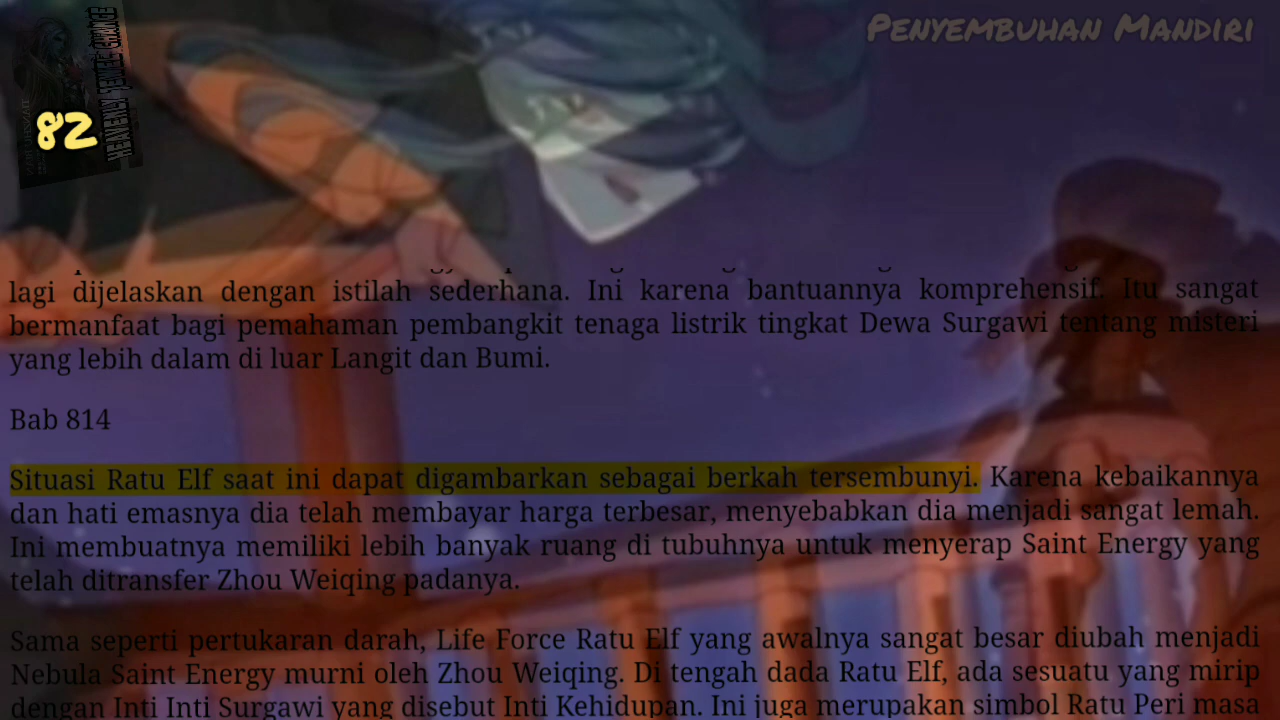 Penyembuhan Mandiri
HEAVENLY JEWEL CHANGE
82
lagi dijelaskan dengan istilah sederhana. Ini karena bantuannya komprehensif. Itu sangat
bermanfaat bagi pemahaman pembangkit tenaga listrik tingkat Dewa Surgawi tentang misteri
yang lebih dalam di luar Langit dan Bumi.
Bab 814
Situasi Ratu Elf saat ini dapat digambarkan sebagai berkah tersembunyi. Karena kebaikannya
dan hati emasnya dia telah membayar harga terbesar, menyebabkan dia menjadi sangat lemah.
Ini membuatnya memiliki lebih banyak ruang di tubuhnya untuk menyerap Saint Energy yang
telah ditransfer Zhou Weiqing padanya.
Sama seperti pertukaran darah, Life Force Ratu Elf yang awalnya sangat besar diubah menjadi
Nebula Saint Energy murni oleh Zhou Weiqing. Di tengah dada Ratu Elf, ada sesuatu yang mirip
dengan Inti Inti Surgawi yang disebut Inti Kehidupan. Ini juga merupakan simbol Ratu Peri masa